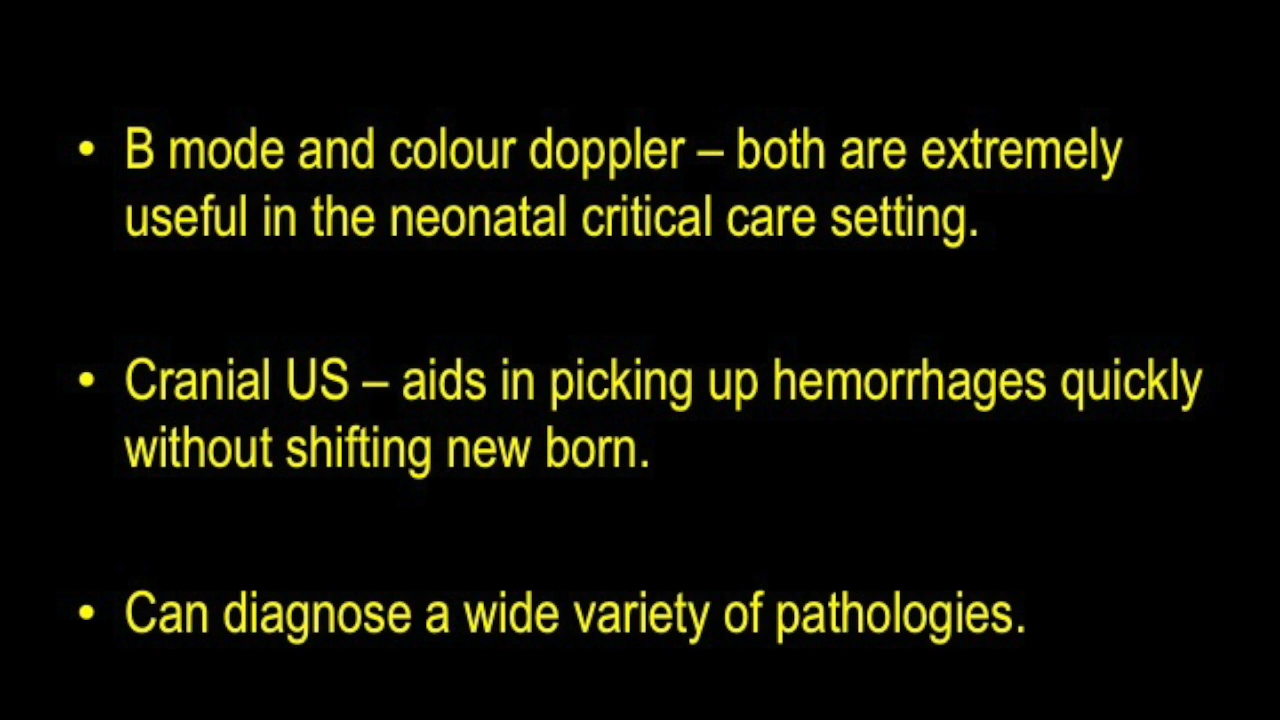 • B mode and colour doppler – both are extremely
useful in the neonatal critical care setting.
• Cranial US – aids in picking up hemorrhages quickly
without shifting new born.
• Can diagnose a wide variety of pathologies.